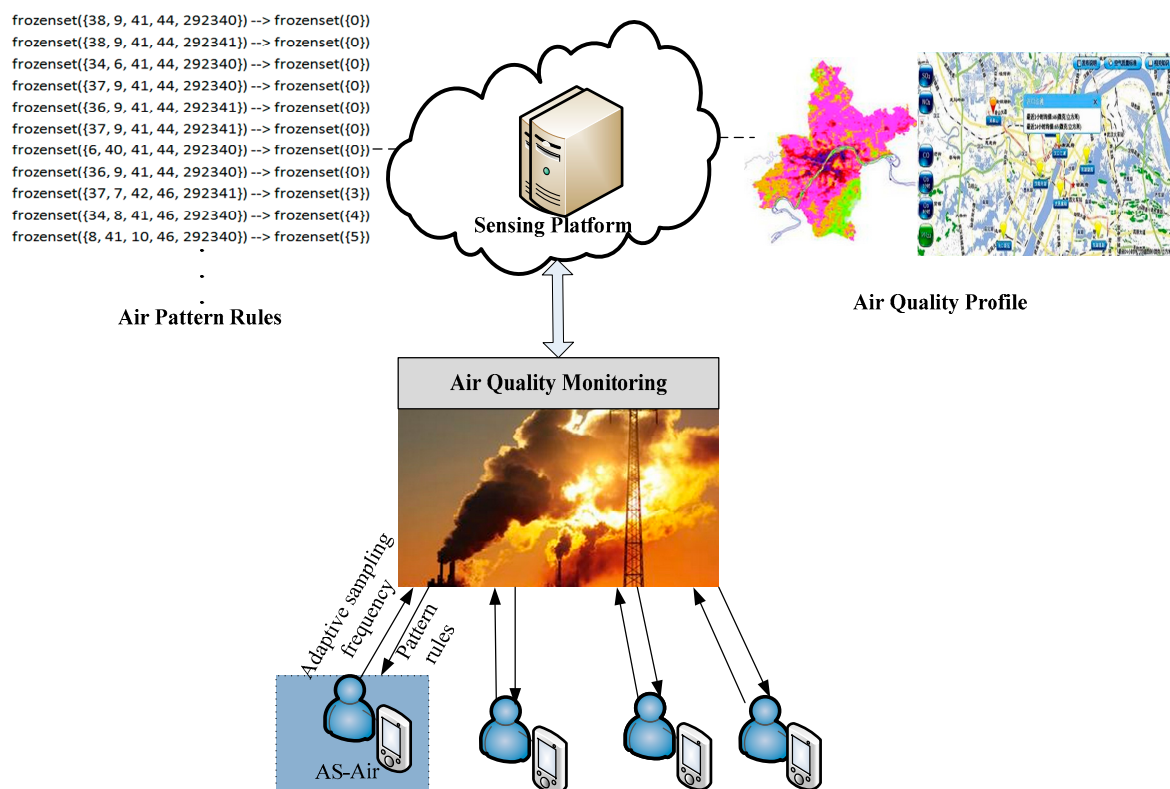 frozenset({38, 9, 41, 44, 292340}) --> frozenset({0})
frozenset({38, 9, 41, 44, 292341}) --> frozenset({0})
frozenset({34, 6, 41, 44, 292340}) --> frozenset({0})
frozenset({37, 9, 41, 44, 292340}) --> frozenset({0})
frozenset({36, 9, 41, 44, 292341}) --> frozenset({0})
frozenset({37, 9, 41, 44, 292341}) --> frozenset({0})
frozenset({6, 40, 41, 44, 292340}) --> frozenset({0})
frozenset({36, 9, 41, 44, 292340}) --> frozenset({0})
frozenset({37, 7, 42, 46, 292341}) --> frozenset({3})
frozenset({34, 8, 41, 46, 292340}) --> frozenset({4})
frozenset({8, 41, 10, 46, 292340}) --> frozenset({5})
.
.
.
Air Pattern Rules
Sensing Platform
SO₂
NO₂
CO
Air Quality Profile
Air Quality Monitoring
Adaptive sampling
frequency
Pattern
rules
AS-Air